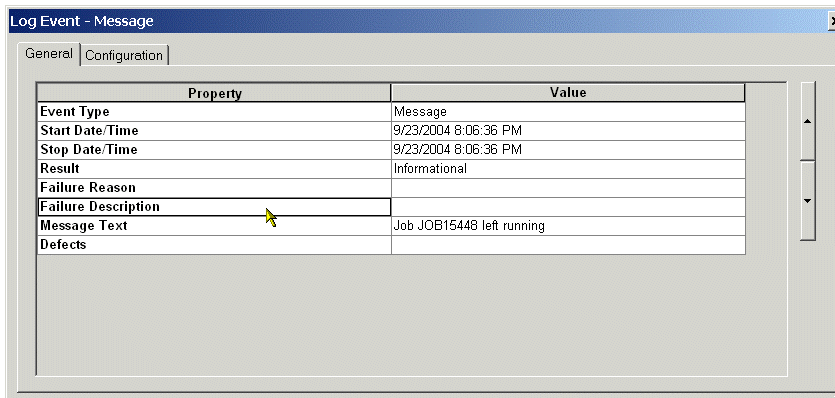 Log Event - Message
General Configuration
Property Value
Event Type Message
Start Date/Time 9/23/2004 8:06:36 PM
Stop Date/Time 9/23/2004 8:06:36 PM
Result Informational
Failure Reason
Failure Description
Message Text Job JOB15448 left running
Defects